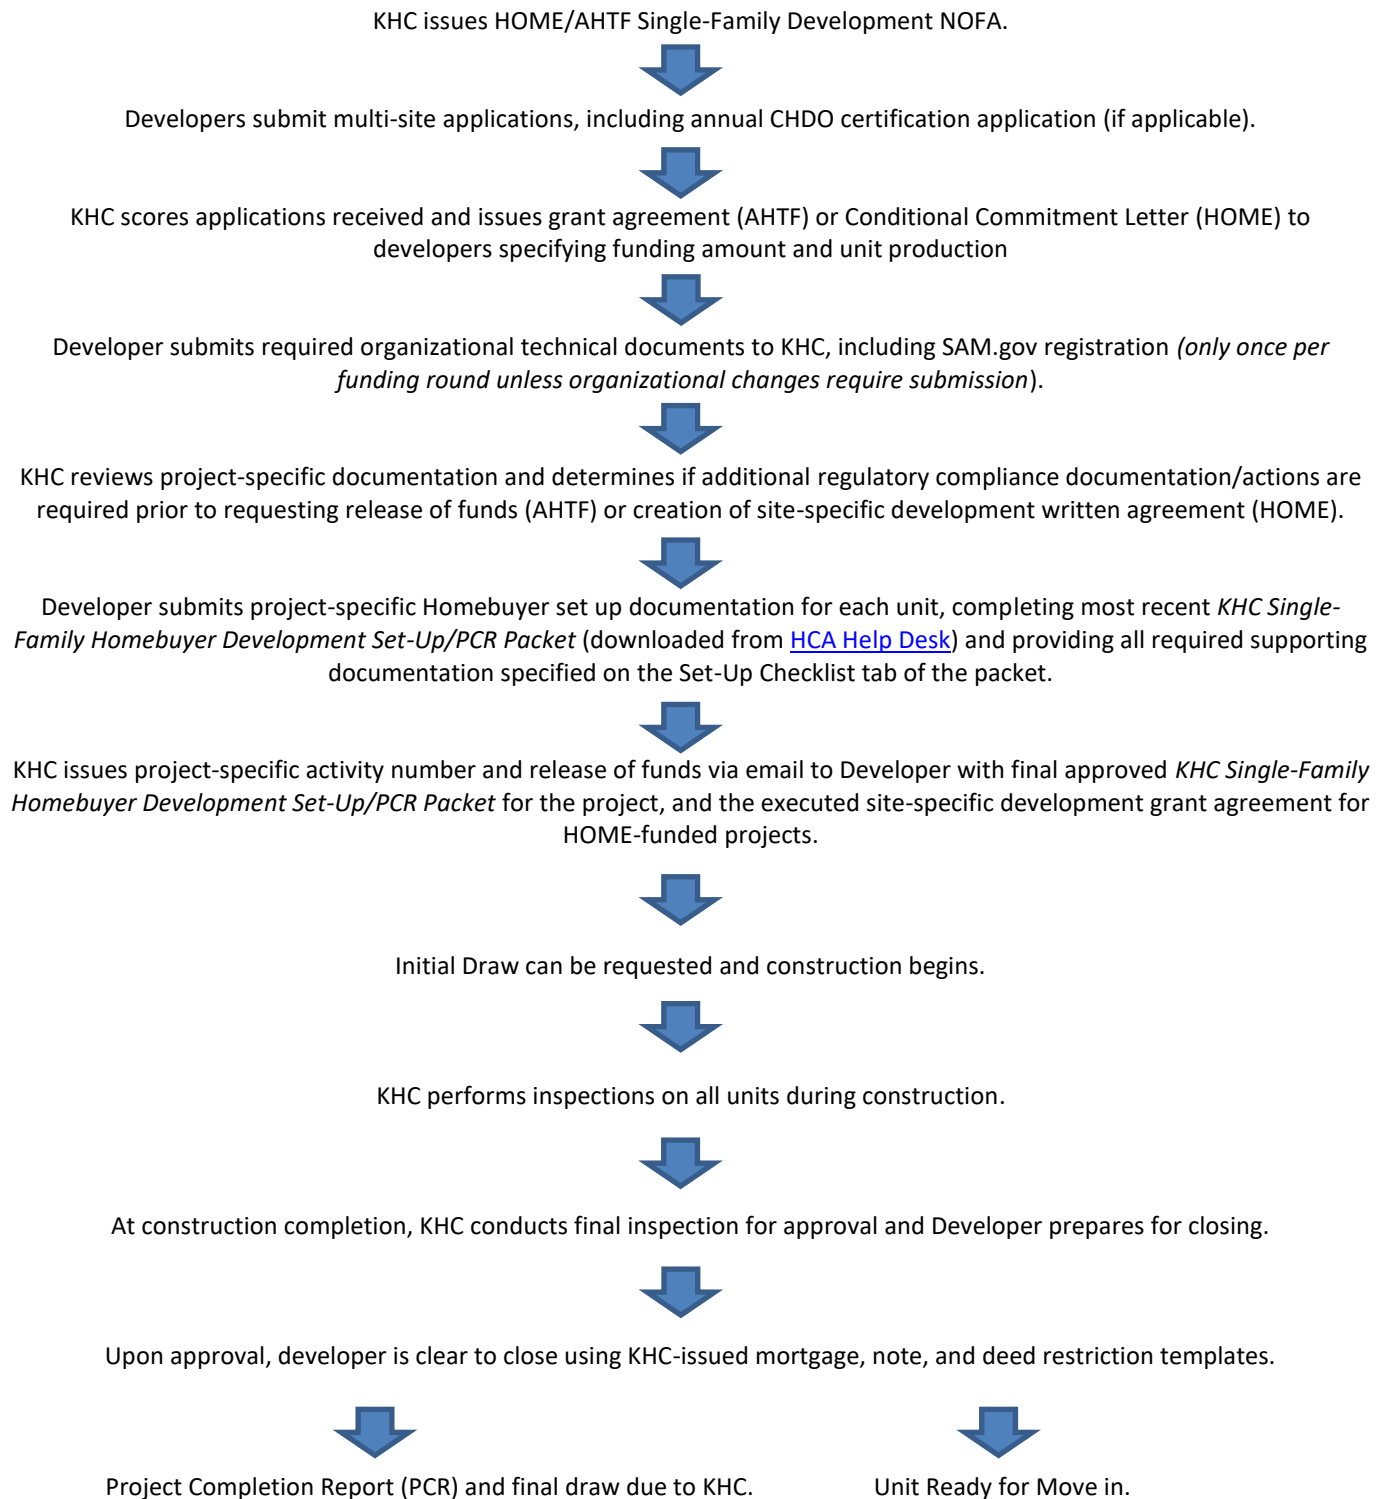 KHC issues HOME/AHTF Single-Family Development NOFA.
Developers submit multi-site applications, including annual CHDO certification application (if applicable).
KHC scores applications received and issues grant agreement (AHTF) or Conditional Commitment Letter (HOME) to
developers specifying funding amount and unit production
Developer submits required organizational technical documents to KHC, including SAM.gov registration (only once per
funding round unless organizational changes require submission).
KHC reviews project-specific documentation and determines if additional regulatory compliance documentation/actions are
required prior to requesting release of funds (AHTF) or creation of site-specific development written agreement (HOME).
Developer submits project-specific Homebuyer set up documentation for each unit, completing most recent KHC Single-
Family Homebuyer Development Set-Up/PCR Packet (downloaded from HCA Help Desk) and providing all required supporting
documentation specified on the Set-Up Checklist tab of the packet.
KHC issues project-specific activity number and release of funds via email to Developer with final approved KHC Single-Family
Homebuyer Development Set-Up/PCR Packet for the project, and the executed site-specific development grant agreement for
HOME-funded projects.
Initial Draw can be requested and construction begins.
KHC performs inspections on all units during construction.
At construction completion, KHC conducts final inspection for approval and Developer prepares for closing.
Upon approval, developer is clear to close using KHC-issued mortgage, note, and deed restriction templates.
Project Completion Report (PCR) and final draw due to KHC.
Unit Ready for Move in.